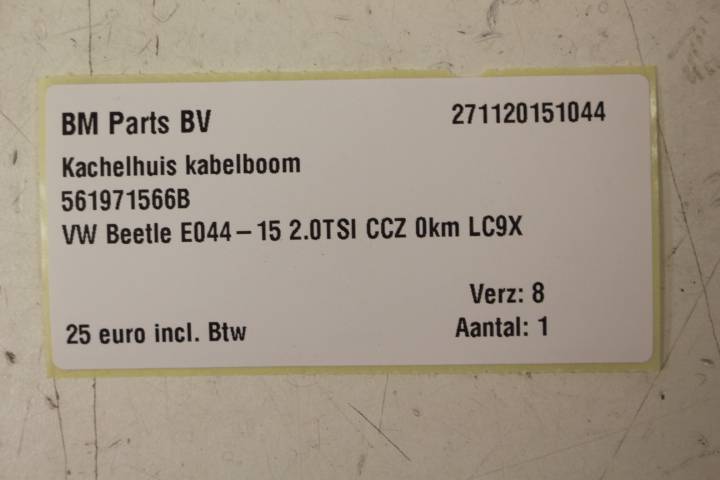 BM Parts BV 271120151044
Kachelhuis kabelboom
561971566B
VW Beetle E044-15 2.0TSI CCZ 0km LC9X
Verz: 8
25 euro incl. Btw Aantal: 1